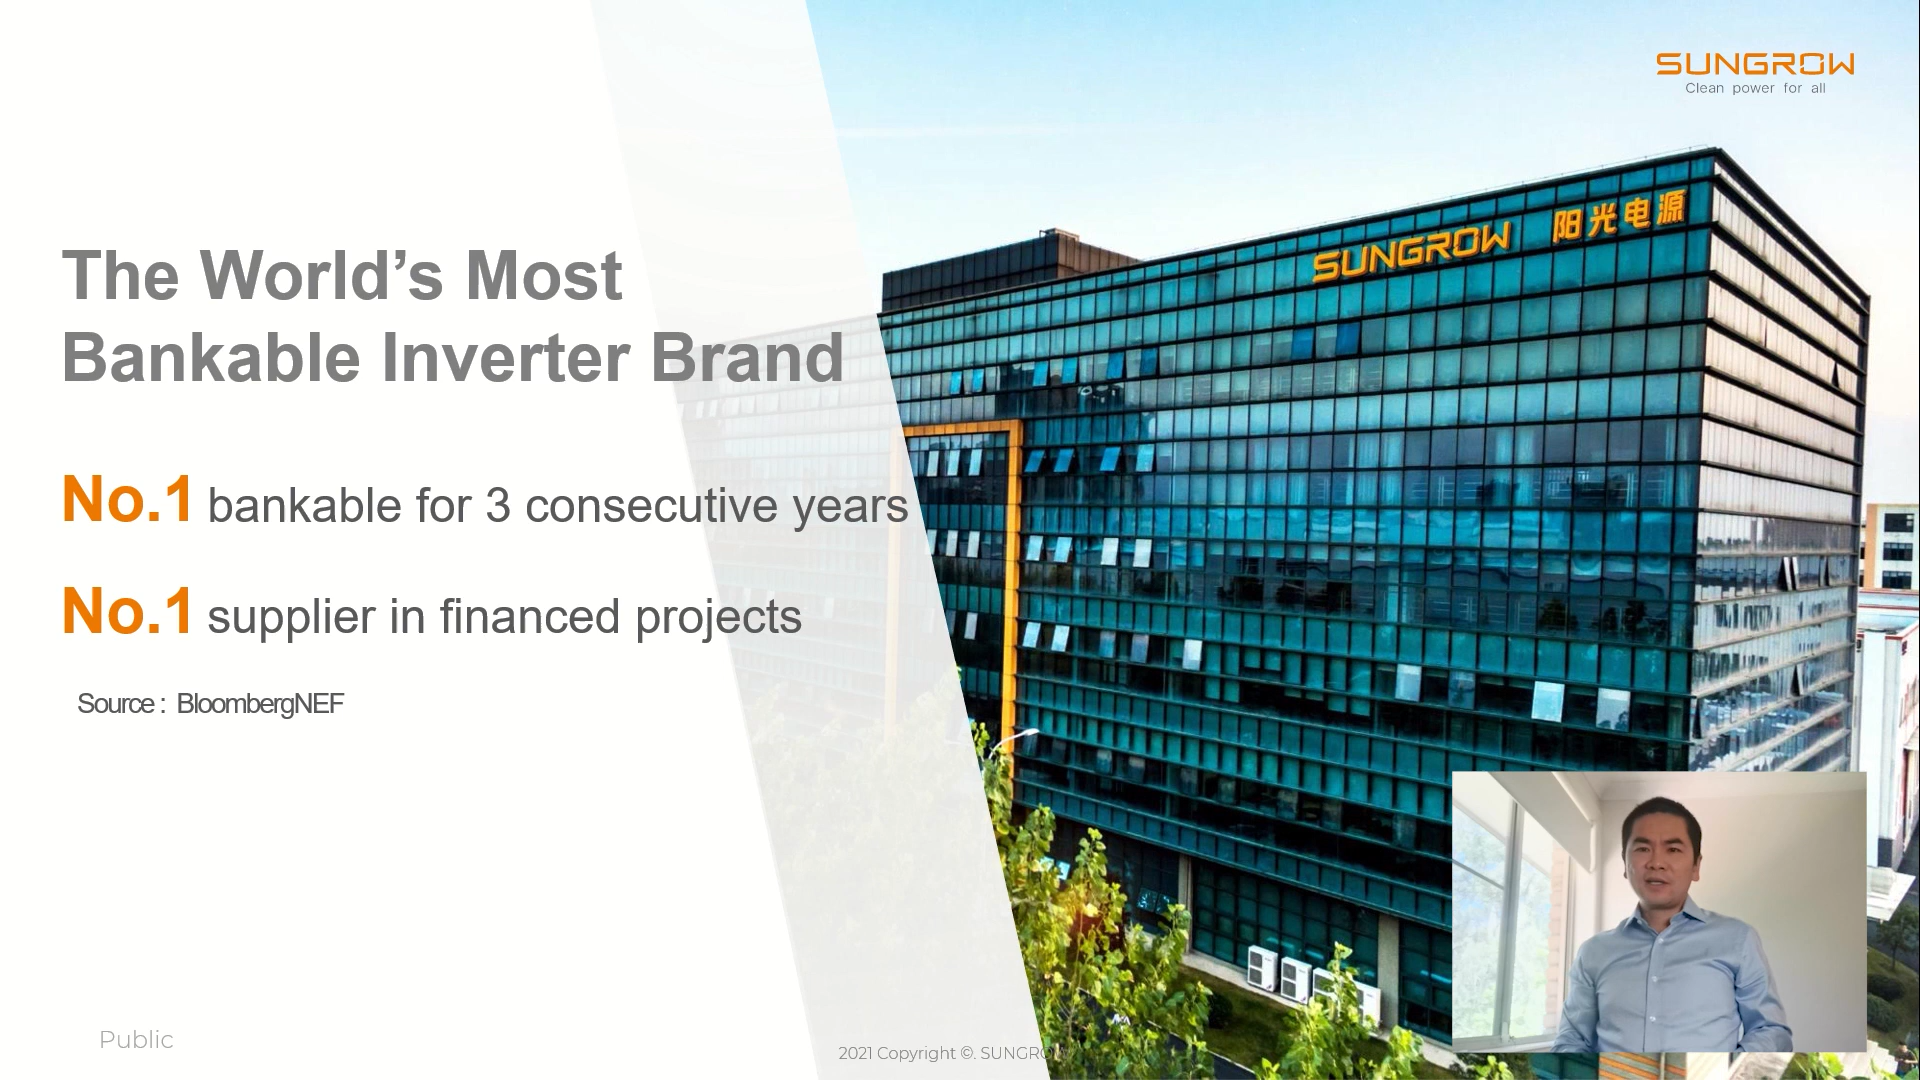 SUNGROW
Clean power for all
SUNGROW 阳光电源
The World’s Most
Bankable Inverter Brand
No.1 bankable for 3 consecutive years
No.1 supplier in financed projects
Source : BloombergNEF
Public
2021 Copyright ©. SUNGROW